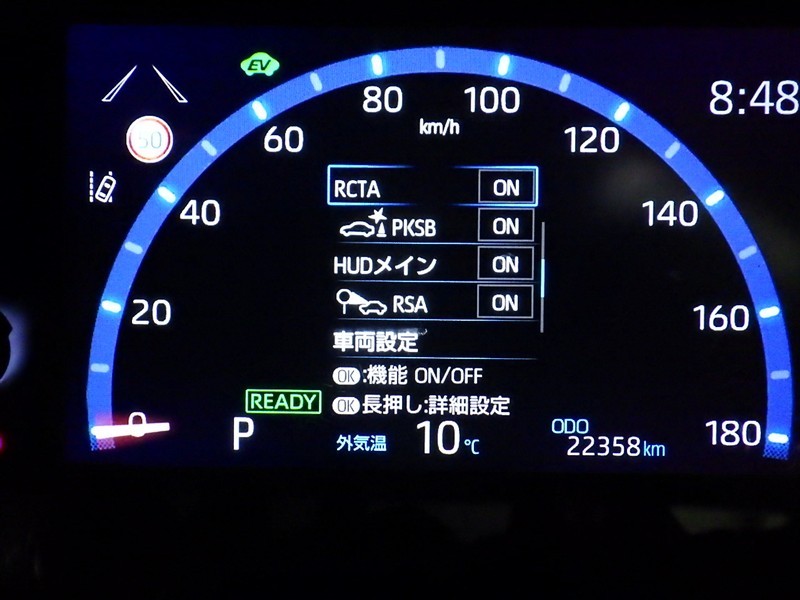 EV
8:48
80
100
km/h
50
60
120
RCTA ON
40
PKSB ON
140
HUDメイン ON
20
RSA ON
160
車両設定
OK:機能 ON/OFF
READY
OK長押し:詳細設定
0
P
外気温 10℃
ODO
22358km
180